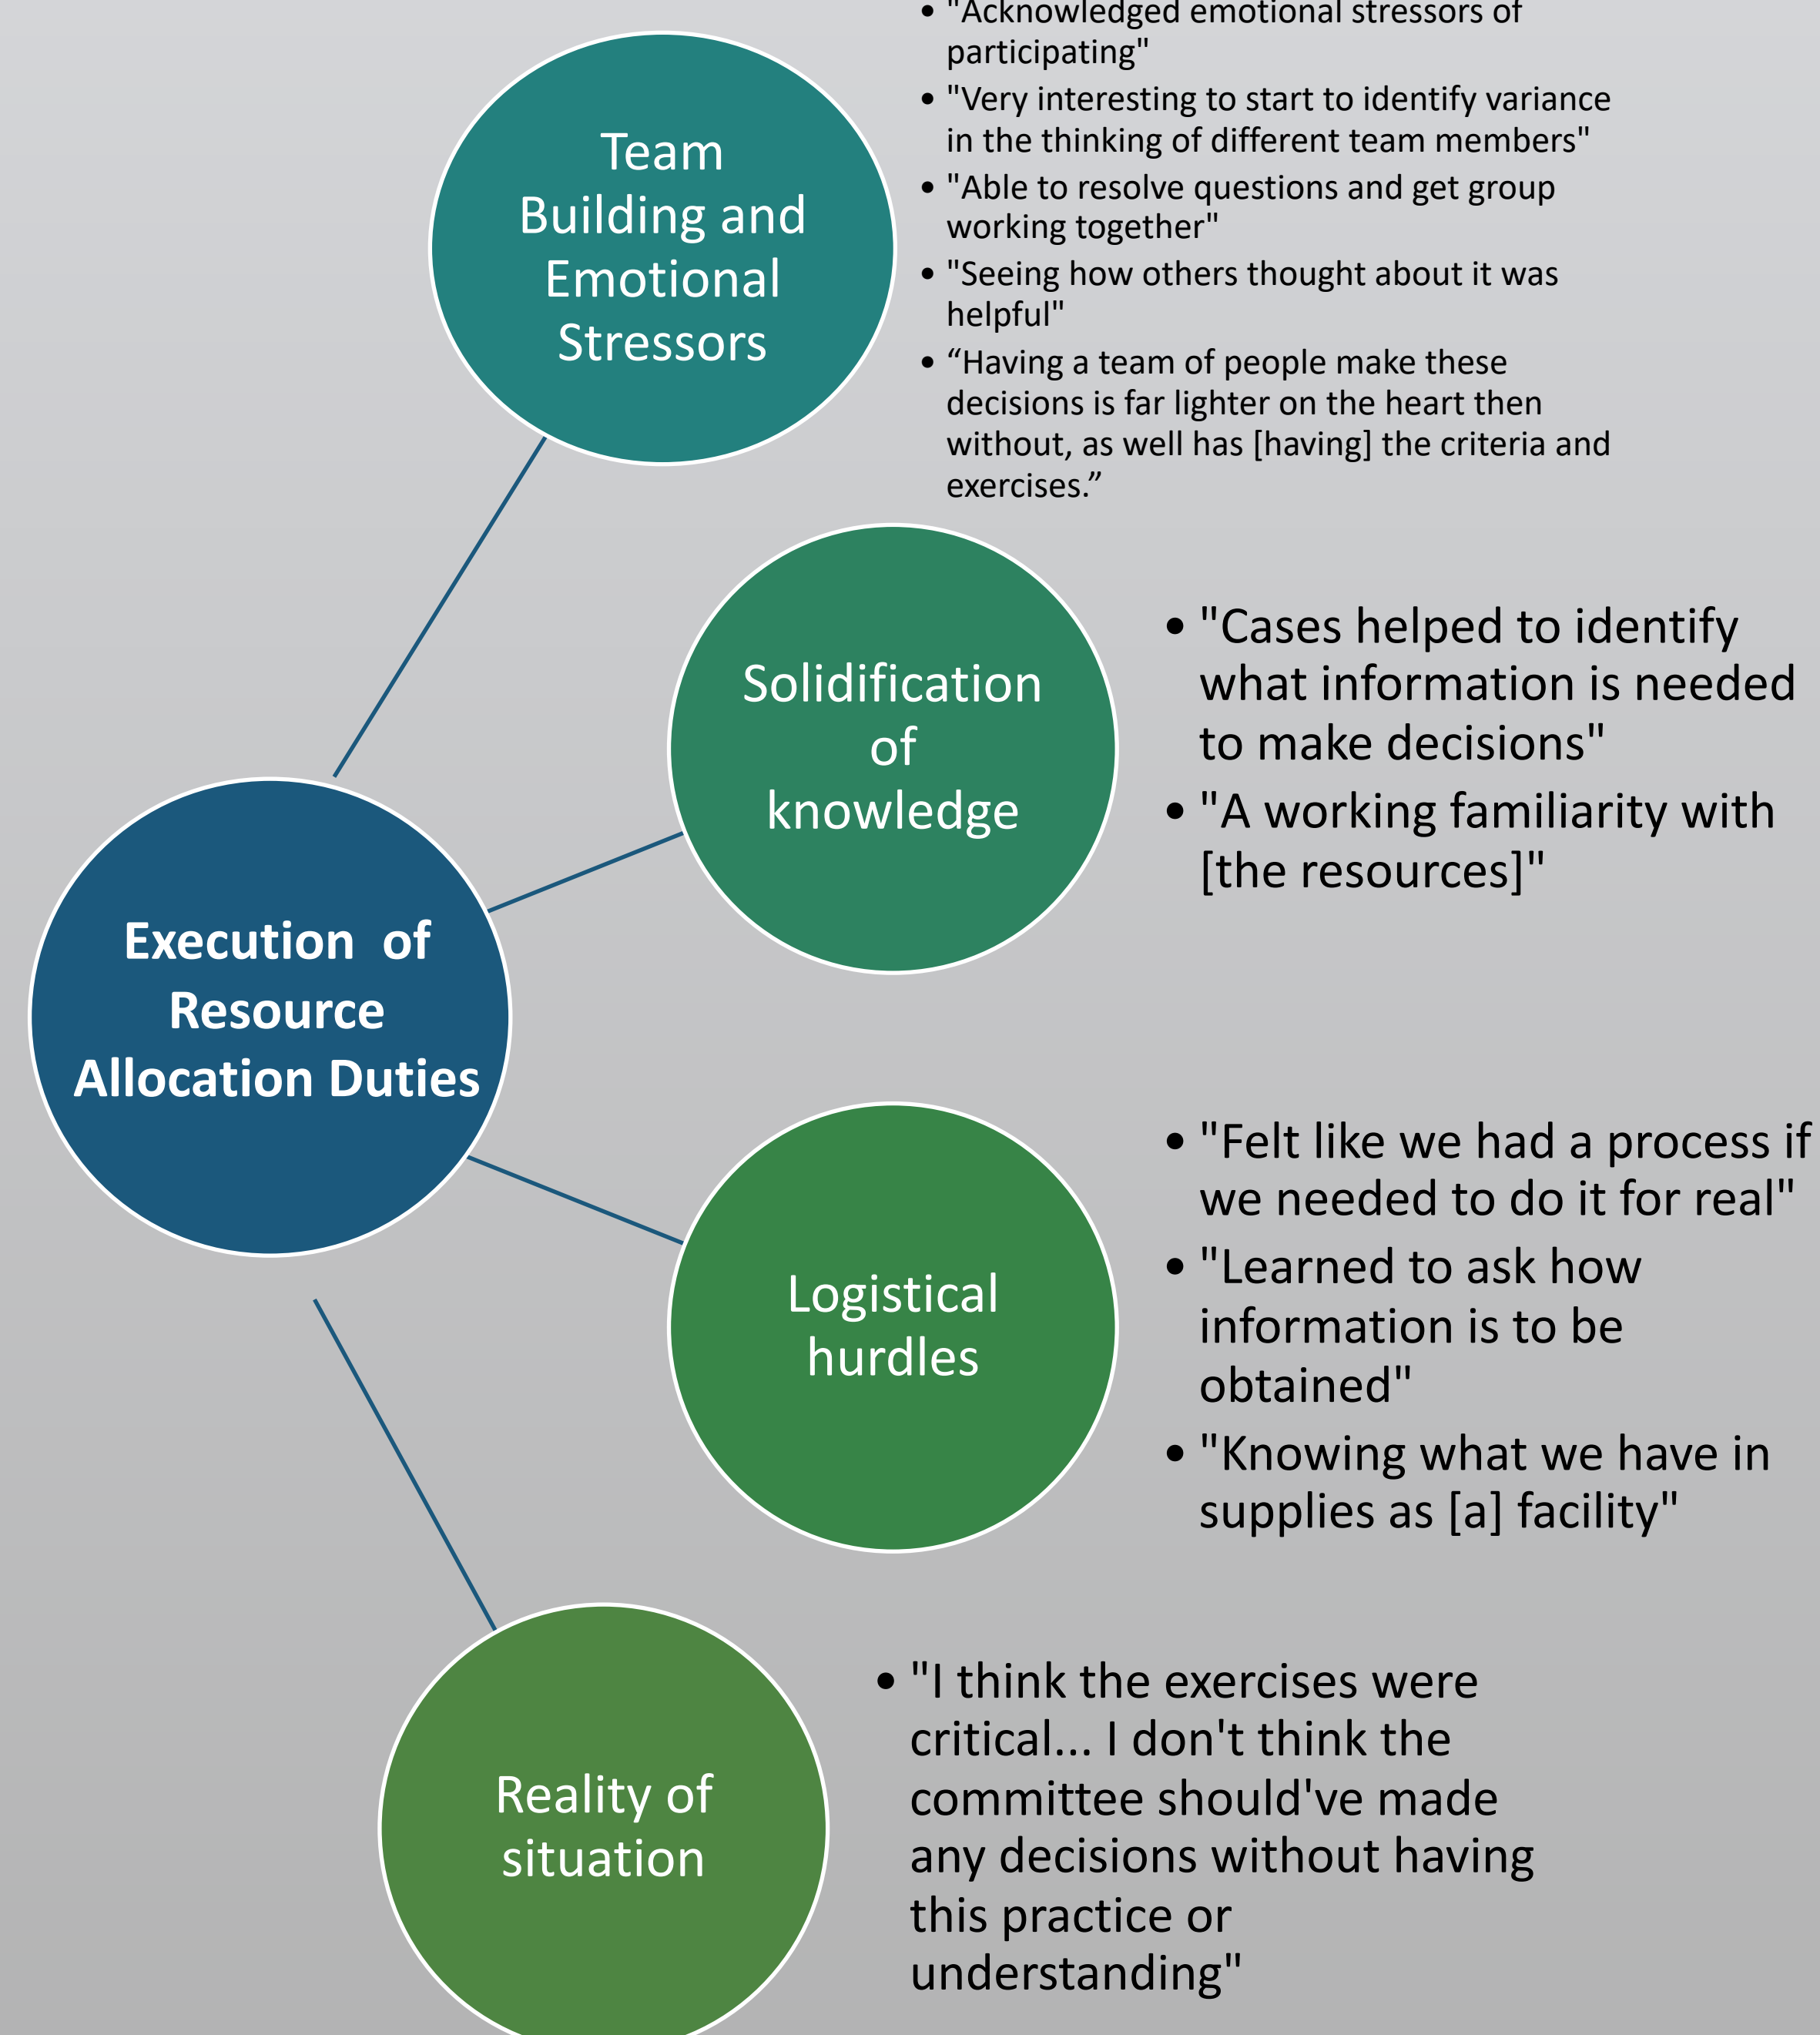 Team
Building and
Emotional
Stressors
• "Acknowledged emotional stressors of
participating"
• "Very interesting to start to identify variance
in the thinking of different team members"
• "Able to resolve questions and get group
working together"
• "Seeing how others thought about it was
helpful"
• “Having a team of people make these
decisions is far lighter on the heart then
without, as well has [having] the criteria and
exercises.”
Solidification
of
knowledge
• "Cases helped to identify
what information is needed
to make decisions"
• "A working familiarity with
[the resources]"
Execution of
Resource
Allocation Duties
Logistical
hurdles
• "Felt like we had a process if
we needed to do it for real"
• "Learned to ask how
information is to be
obtained"
• "Knowing what we have in
supplies as [a] facility"
Reality of
situation
• "I think the exercises were
critical... I don't think the
committee should've made
any decisions without having
this practice or
understanding"